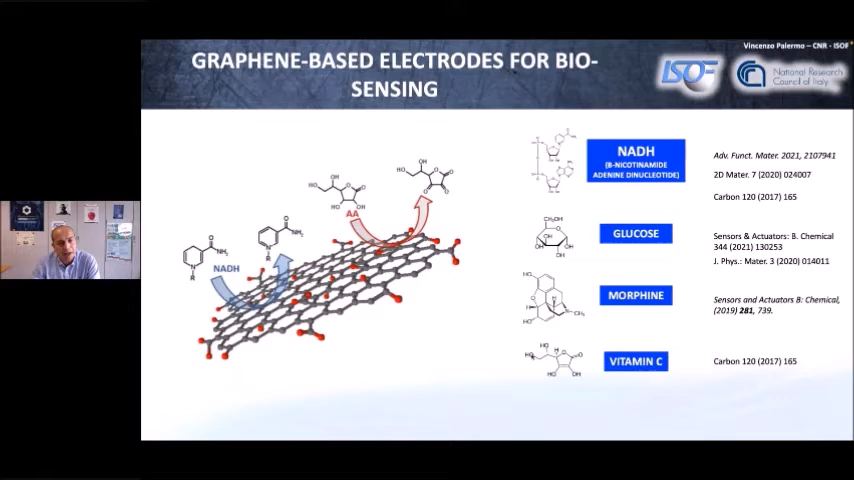 Vincenzo Palermo – CNR - ISOF
GRAPHENE-BASED ELECTRODES FOR BIO-
SENSING
ISOF
National Research
Council of Italy
NADH
(B-NICOTINAMIDE
ADENINE DINUCLEOTIDE)
Adv. Funct. Mater. 2021, 2107941
2D Mater. 7 (2020) 024007
Carbon 120 (2017) 165
GLUCOSE
Sensors & Actuators: B. Chemical
344 (2021) 130253
J. Phys.: Mater. 3 (2020) 014011
MORPHINE
Sensors and Actuators B: Chemical,
(2019) 281, 739.
VITAMIN C
Carbon 120 (2017) 165
AA
NADH